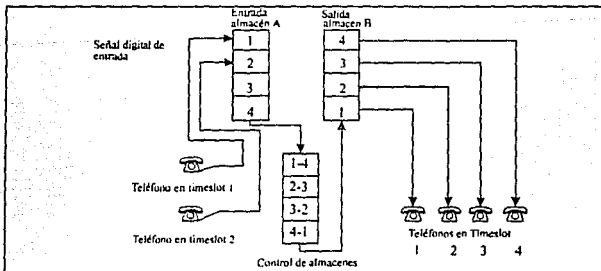 Entrada
almacén A
Salida
almacen B
Señal digital de
entrada
1
2
3
4
4
3
2
1
1-4
2-3
3-2
4-1
Teléfono en timeslot 1
Teléfono en timeslot 2
Teléfonos en Timeslot
1 2 3 4
Control de almacenes